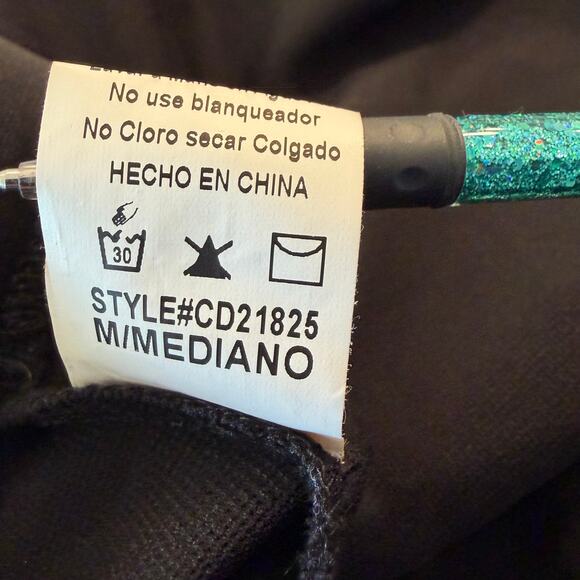 No use blanqueador
No Cloro secar Colgado
HECHO EN CHINA
30
STYLE#CD21825
M/MEDIANO